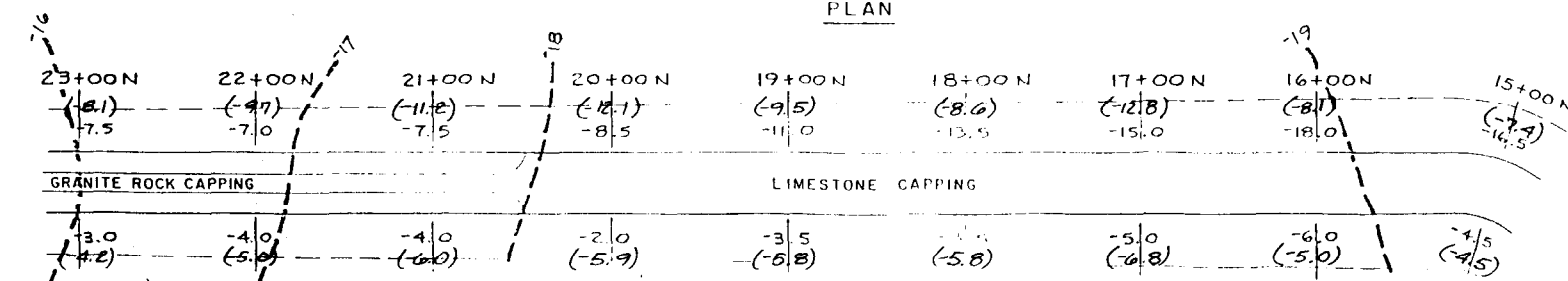 PLAN
-16 -17 -18 -19
23+00N 22+00N 21+00N 20+00N 19+00N 18+00N 17+00N 16+00N 15+00N
(-8.1) (-9.7) (-11.2) (-12.1) (-9.5) (-8.6) (-12.8) (-8.1) (-7.4)
-7.5 -7.0 -7.5 -8.5 -11.0 -13.5 -15.0 -18.0
GRANITE ROCK CAPPING LIMESTONE CAPPING
-3.0 -4.0 -4.0 -2.0 -3.5 -5.0 -6.0 -4.5
(-4.2) (-6.0) (-5.9) (-5.8) (-5.8) (-6.8) (-5.0) (-4.5)